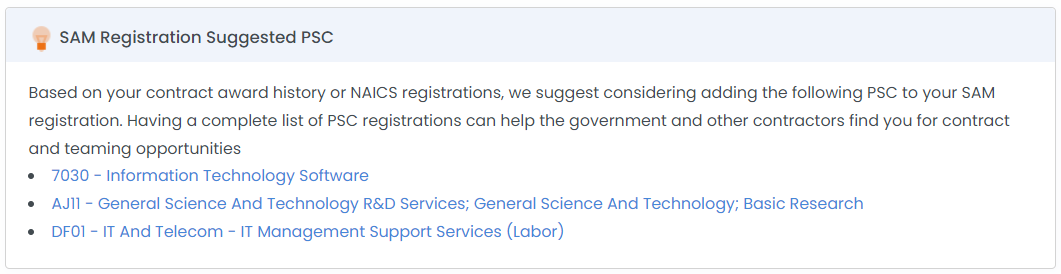 SAM Registration Suggested PSC
Based on your contract award history or NAICS registrations, we suggest considering adding the following PSC to your SAM
registration. Having a complete list of PSC registrations can help the government and other contractors find you for contract
and teaming opportunities
• 7030 - Information Technology Software
• AJ11 - General Science And Technology R&D Services; General Science And Technology; Basic Research
• DF01 - IT And Telecom - IT Management Support Services (Labor)